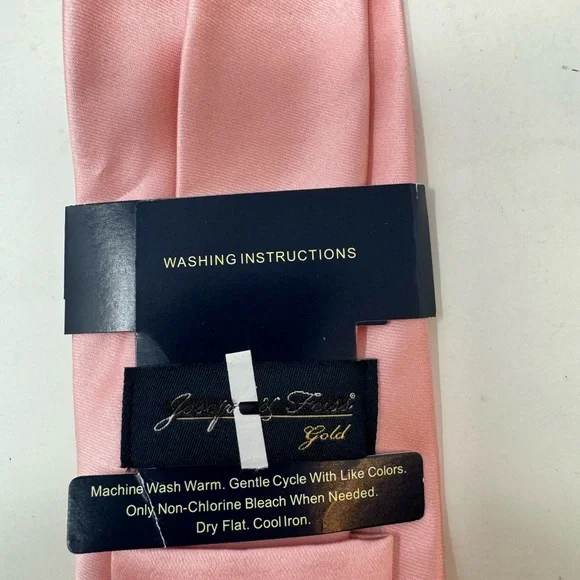 WASHING INSTRUCTIONS
Joseph & Feiss®
Gold
Machine Wash Warm. Gentle Cycle With Like Colors.
Only Non-Chlorine Bleach When Needed.
Dry Flat. Cool Iron.